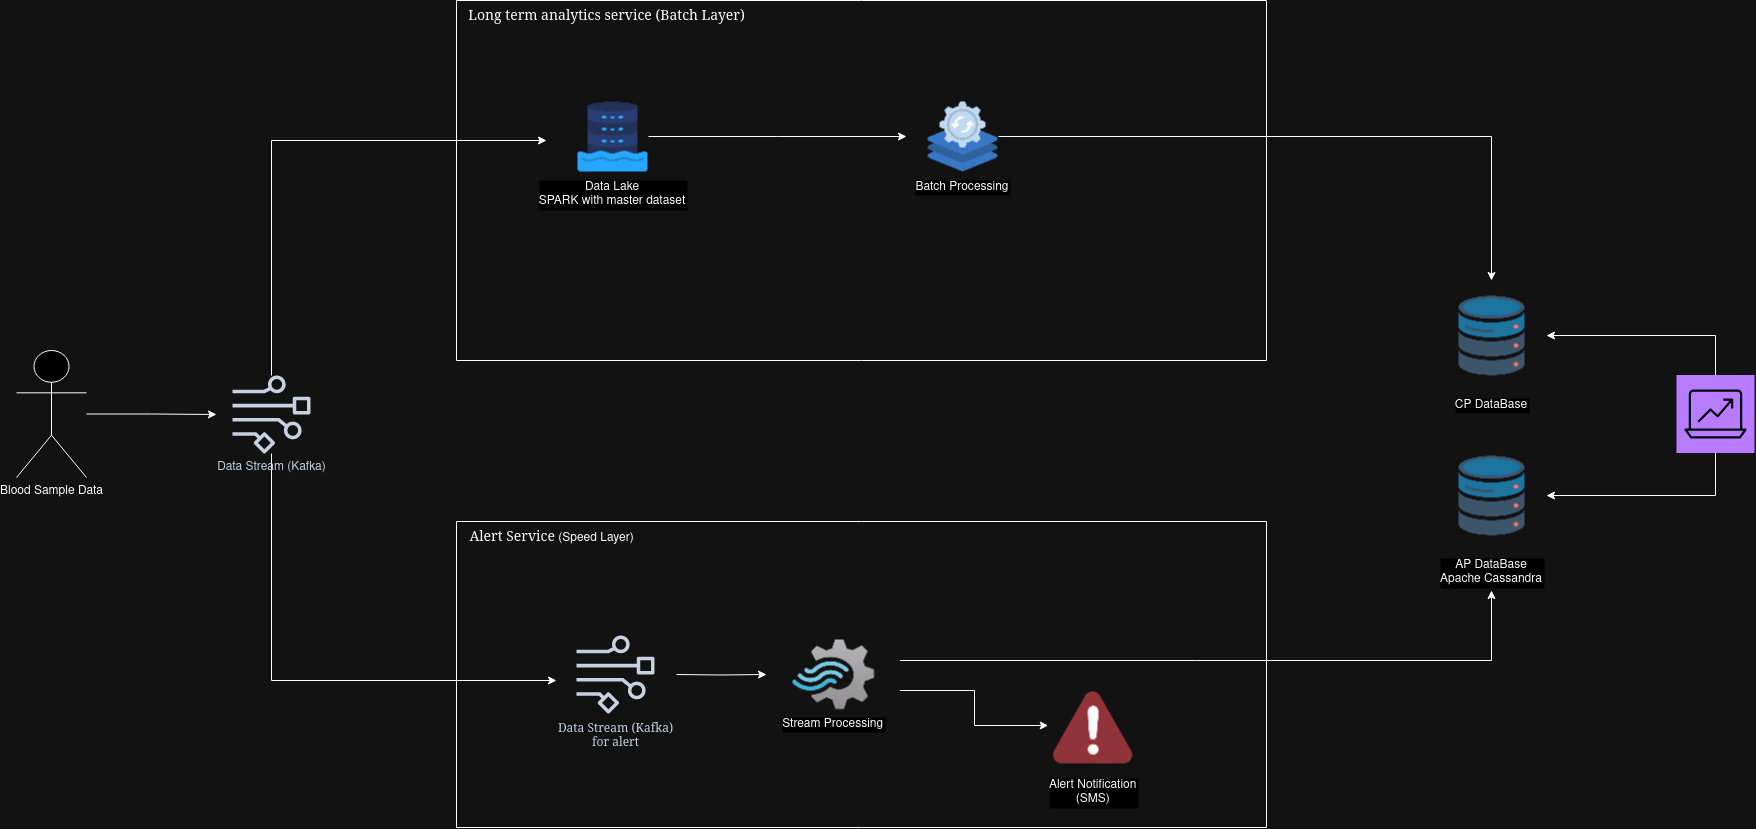 Long term analytics service (Batch Layer)
Data Lake
SPARK with master dataset
Batch Processing
Blood Sample Data
Data Stream (Kafka)
CP DataBase
AP DataBase
Apache Cassandra
Alert Service (Speed Layer)
Data Stream (Kafka)
for alert
Stream Processing
Alert Notification
(SMS)